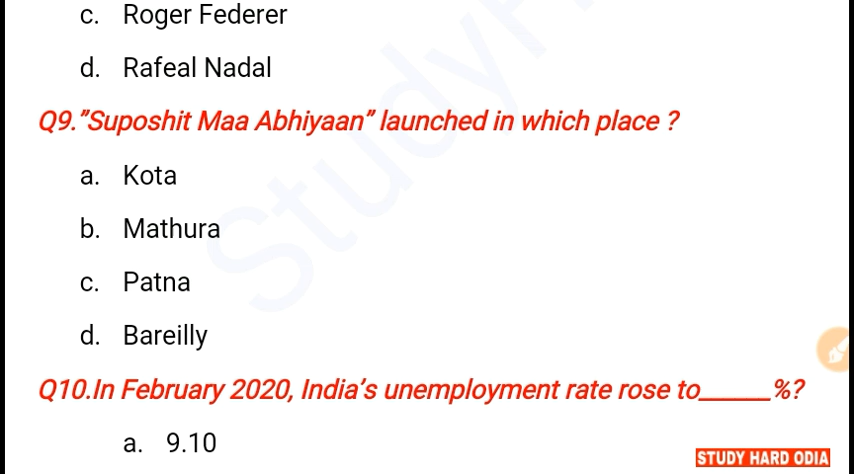 c. Roger Federer
d. Rafeal Nadal
Q9."Suposhit Maa Abhiyaan" launched in which place ?
a. Kota
b. Mathura
c. Patna
d. Bareilly
Q10.In February 2020, India's unemployment rate rose to______%?
a. 9.10
STUDY HARD ODIA